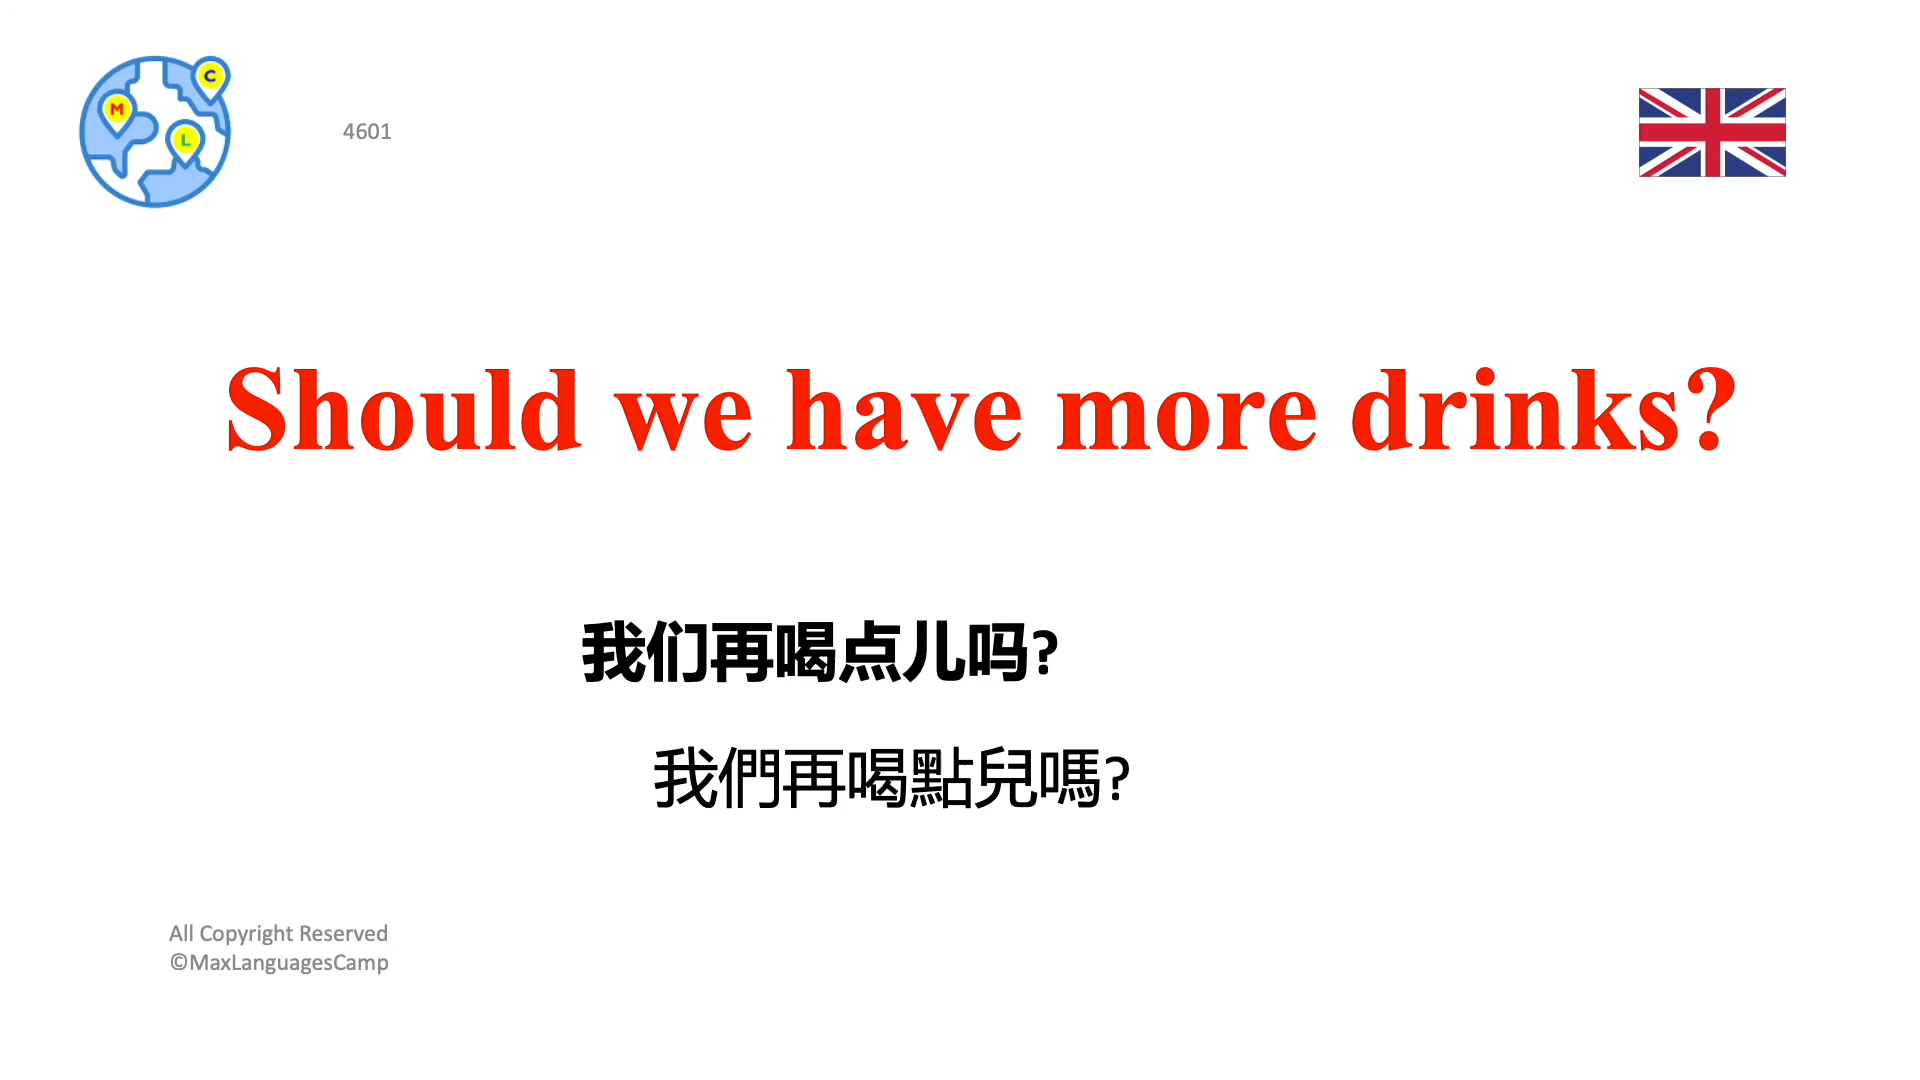 C
M
L
4601
Should we have more drinks?
我们再喝点儿吗?
我們再喝點兒嗎?
All Copyright Reserved
©MaxLanguagesCamp